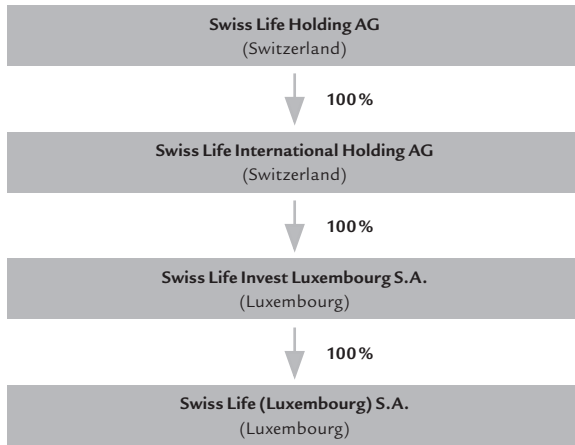 Swiss Life Holding AG
(Switzerland)
100%
Swiss Life International Holding AG
(Switzerland)
100%
Swiss Life Invest Luxembourg S.A.
(Luxembourg)
100%
Swiss Life (Luxembourg) S.A.
(Luxembourg)